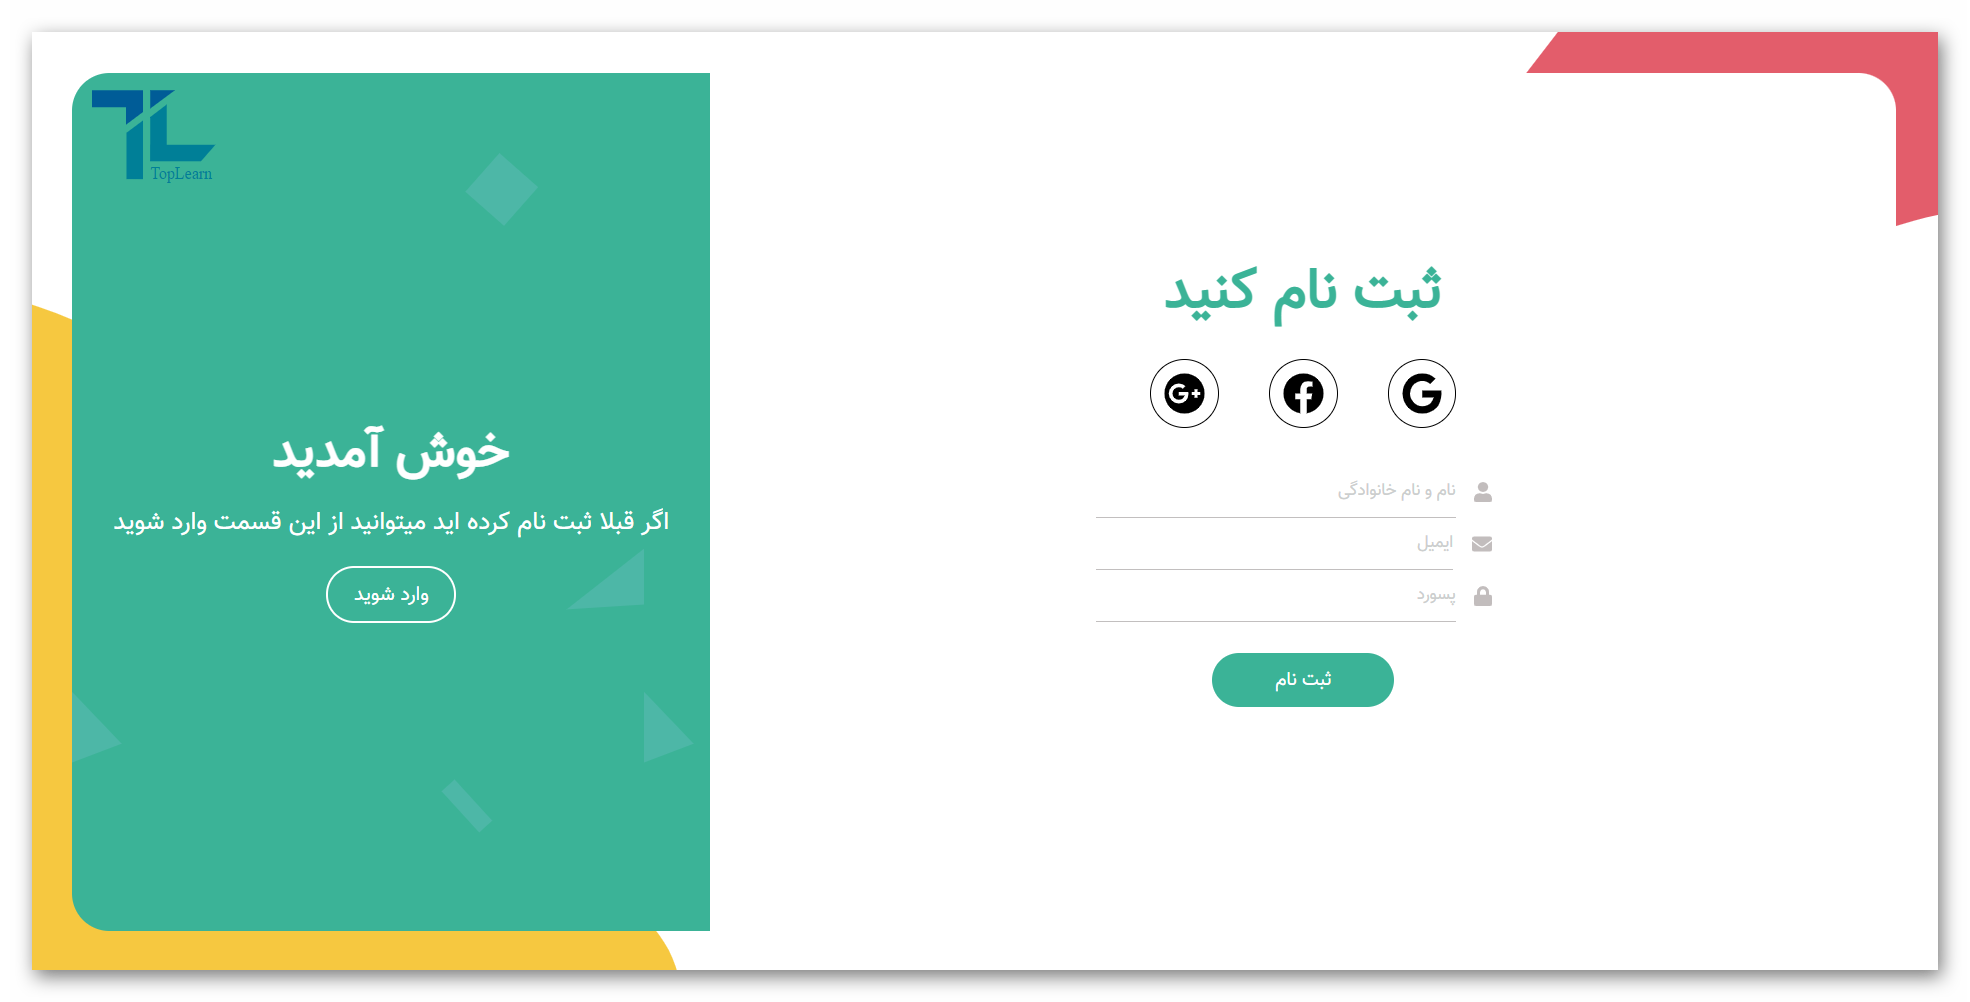 ثبت نام کنید
نام و نام خانوادگی
ایمیل
پسورد
ثبت نام
TopLearn
خوش آمدید
اگر قبلا ثبت نام کرده اید میتوانید از این قسمت وارد شوید
وارد شوید